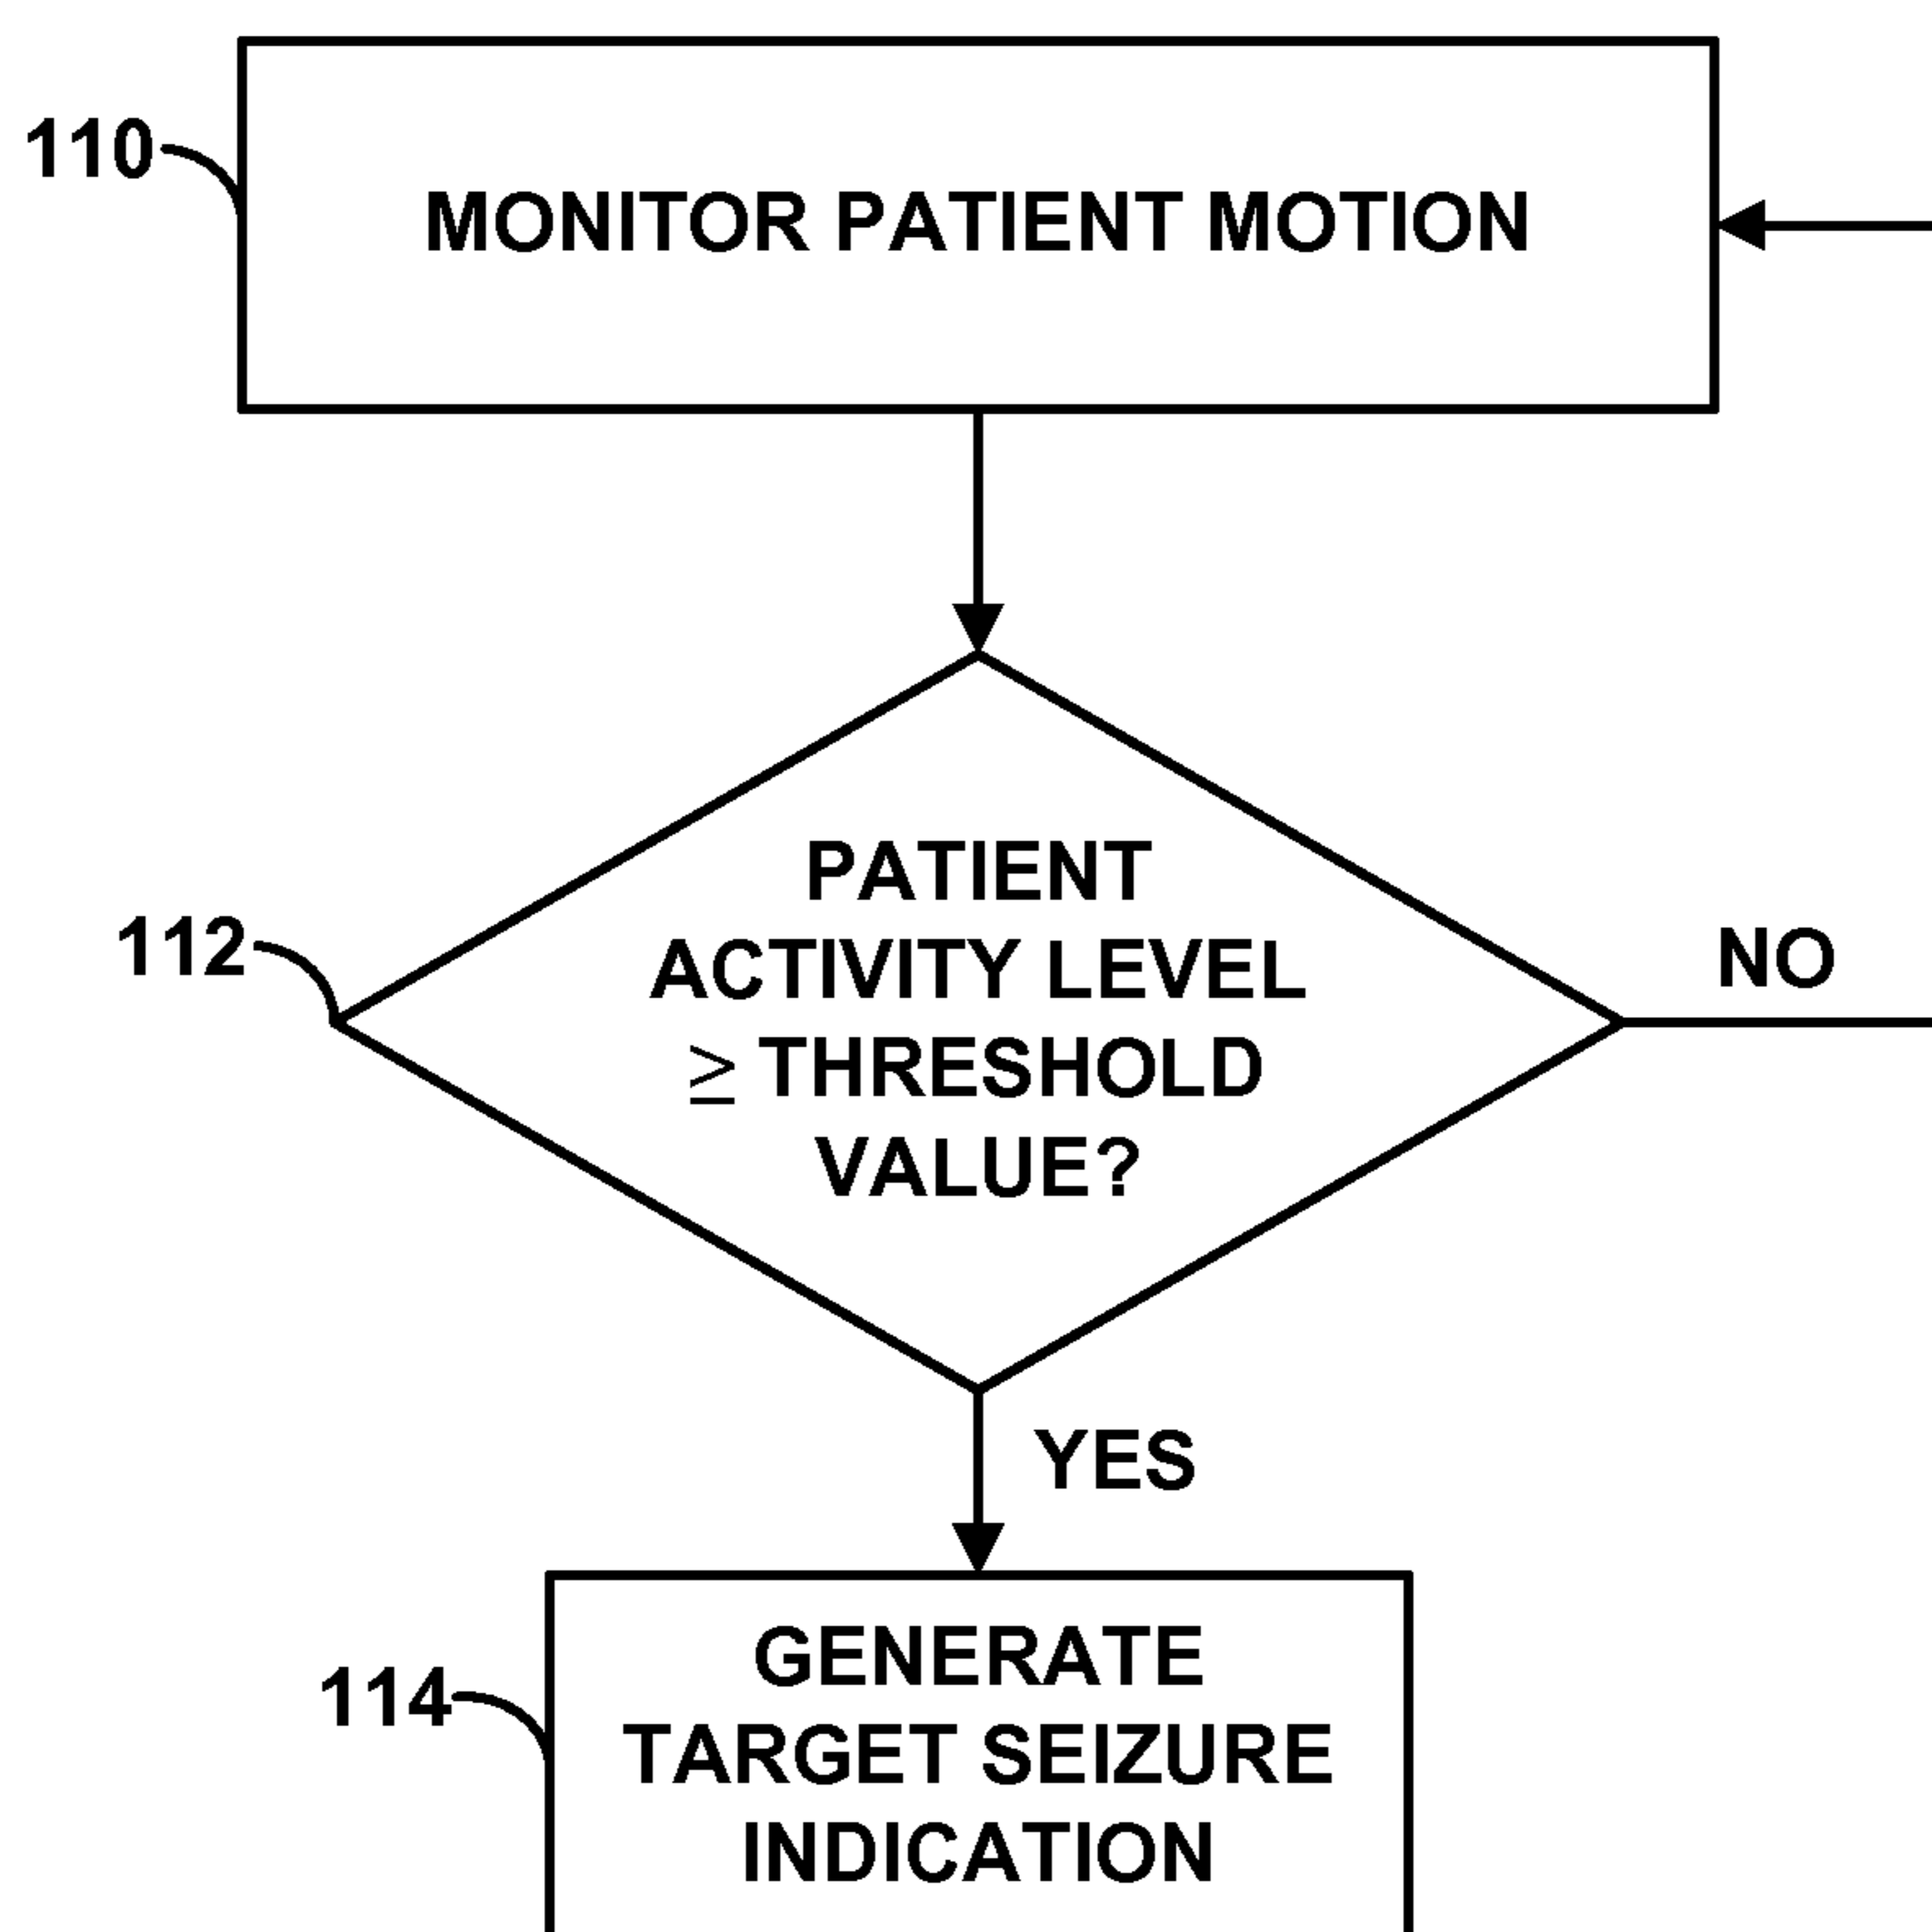 110
MONITOR PATIENT MOTION
112
PATIENT
ACTIVITY LEVEL
≥ THRESHOLD
VALUE?
NO
YES
114
GENERATE
TARGET SEIZURE
INDICATION